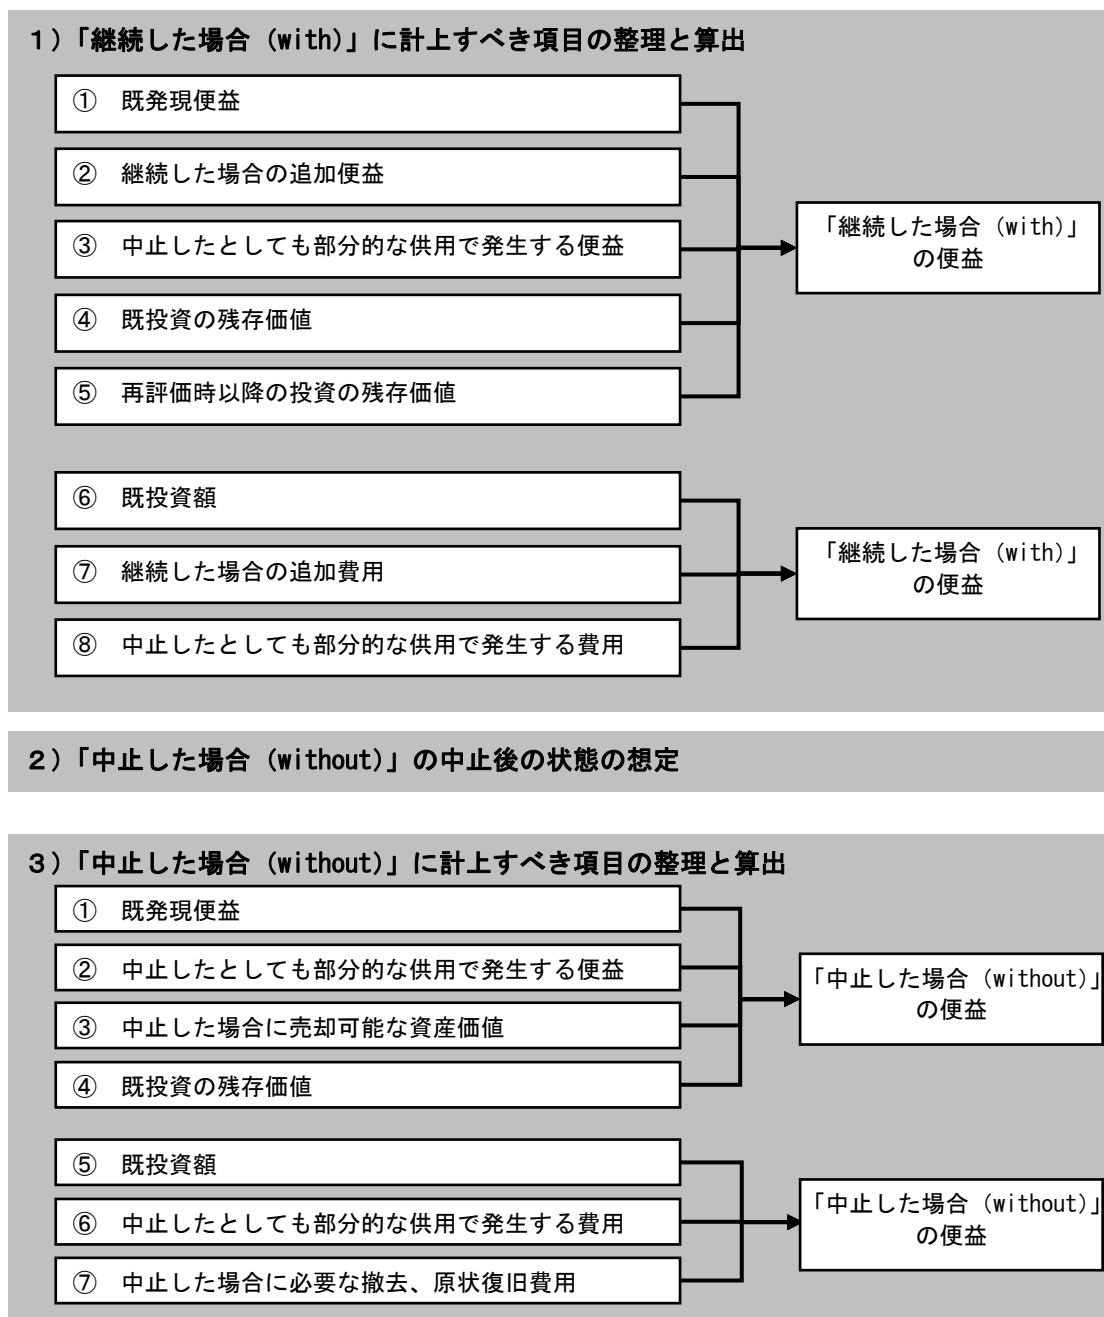 1)「継続した場合(with)」に計上すべき項目の整理と算出
① 既発現便益
② 継続した場合の追加便益
③ 中止したとしても部分的な供用で発生する便益
④ 既投資の残存価値
⑤ 再評価時以降の投資の残存価値
「継続した場合(with)」
の便益
⑥ 既投資額
⑦ 継続した場合の追加費用
⑧ 中止したとしても部分的な供用で発生する費用
「継続した場合(with)」
の便益
2)「中止した場合(without)」の中止後の状態の想定
3)「中止した場合(without)」に計上すべき項目の整理と算出
① 既発現便益
② 中止したとしても部分的な供用で発生する便益
③ 中止した場合に売却可能な資産価値
④ 既投資の残存価値
「中止した場合(without)」
の便益
⑤ 既投資額
⑥ 中止したとしても部分的な供用で発生する費用
⑦ 中止した場合に必要な撤去、原状復旧費用
「中止した場合(without)」
の便益